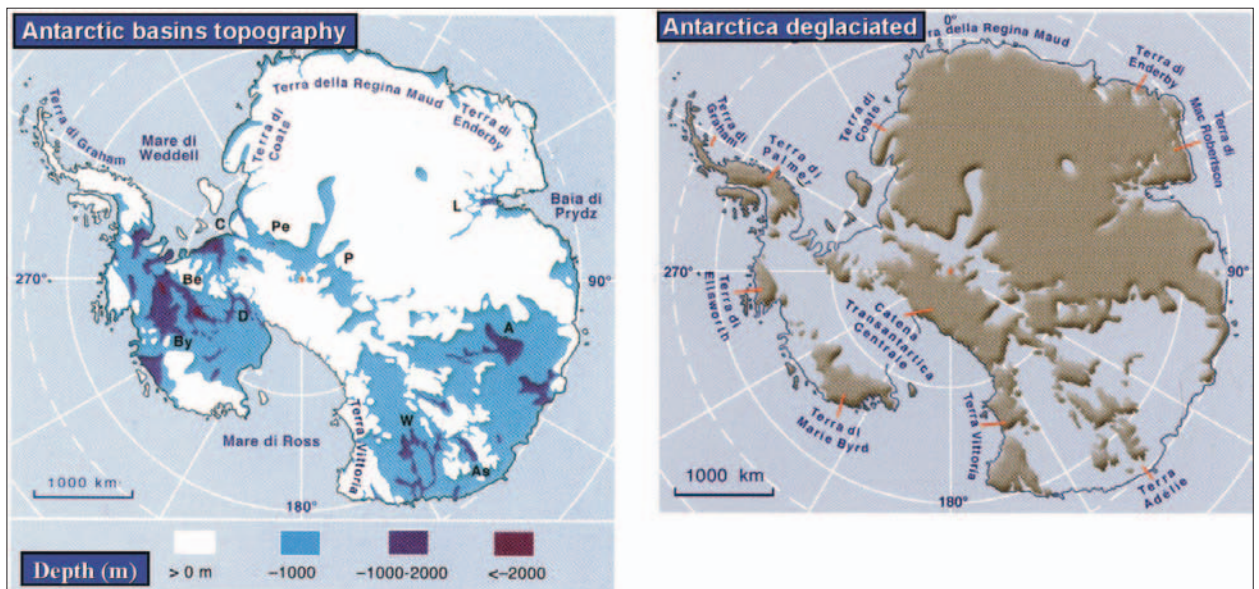 Antarctic basins topography
Terra di Graham
Mare di
Weddell
Terra di
Coats
Terra della Regina Maud
Terra di
Enderby
Baia di
Prydz
L
C
Pe
P
270°
90°
Be
D
By
A
W
As
Mare di Ross
Terra Vittoria
180°
1000 km
Depth (m)
> 0 m
–1000
–1000-2000
<–2000
Antarctica deglaciated
0°
Terra della Regina Maud
Terra di
Enderby
Terra di
Mac Robertson
Terra di
Coats
Terra di
Graham
Terra di
Palmer
270°
90°
Terra di
Ellsworth
Catena
Transantartica
Centrale
Terra di
Marie Byrd
Terra Vittoria
Terra
Adèlie
180°
1000 km